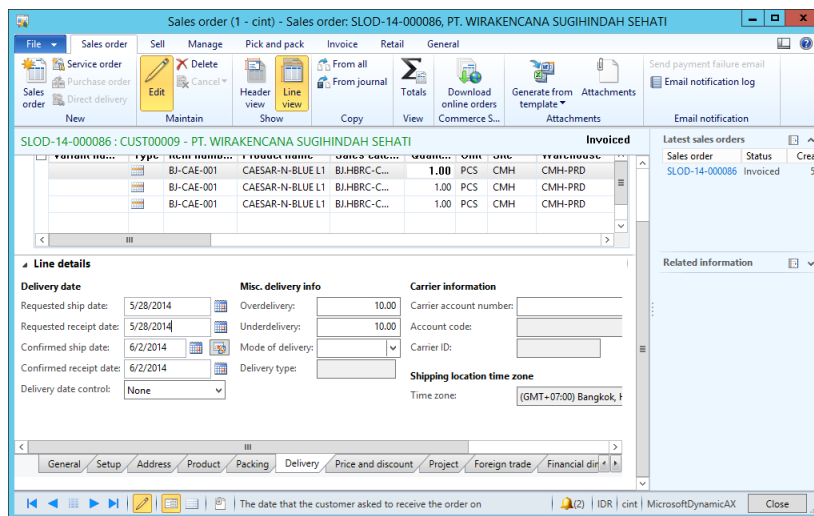 Sales order (1 - cint) - Sales order: SLOD-14-000086, PT. WIRAKENCANA SUGIHINDAH SEHATI
File Sales order Sell Manage Pick and pack Invoice Retail General
Sales order
Service order
Purchase order
Direct delivery
New
Edit
Delete
Cancel
Maintain
Header view
Line view
Show
From all
From journal
Copy
Totals
View
Download online orders
Commerce S...
Generate from template
Attachments
Attachments
Send payment failure email
Email notification log
Email notification
SLOD-14-000086 : CUST00009 - PT. WIRAKENCANA SUGIHINDAH SEHATI Invoiced
Variant nu... Type Item numb... Product name Sales cate... Quant... Unit Site Warehouse
BJ-CAE-001 CAESAR-N-BLUE L1 BJ.HBRC-C... 1.00 PCS CMH CMH-PRD
BJ-CAE-001 CAESAR-N-BLUE L1 BJ.HBRC-C... 1.00 PCS CMH CMH-PRD
BJ-CAE-001 CAESAR-N-BLUE L1 BJ.HBRC-C... 1.00 PCS CMH CMH-PRD
Latest sales orders
Sales order Status Crea
SLOD-14-000086 Invoiced 5
Related information
Line details
Delivery date
Requested ship date: 5/28/2014
Requested receipt date: 5/28/2014
Confirmed ship date: 6/2/2014
Confirmed receipt date: 6/2/2014
Delivery date control: None
Misc. delivery info
Overdelivery: 10.00
Underdelivery: 10.00
Mode of delivery:
Delivery type:
Carrier information
Carrier account number:
Account code:
Carrier ID:
Shipping location time zone
Time zone: (GMT+07:00) Bangkok, H
General Setup Address Product Packing Delivery Price and discount Project Foreign trade Financial dir
The date that the customer asked to receive the order on (2) IDR cint MicrosoftDynamicAX Close